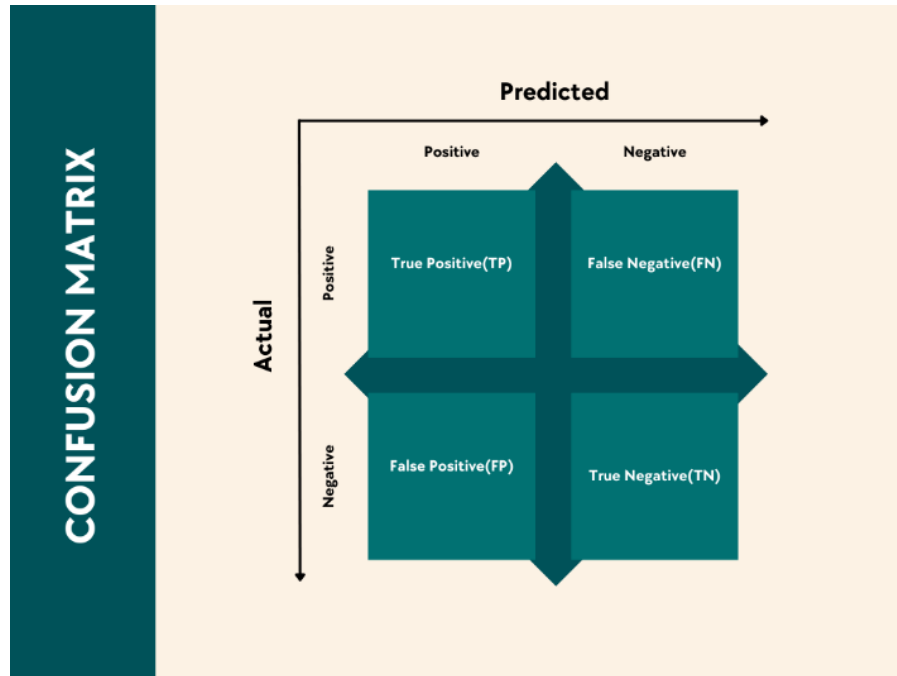 CONFUSION MATRIX
Predicted
Positive
Negative
Actual
Positive
True Positive(TP)
False Negative(FN)
Negative
False Positive(FP)
True Negative(TN)